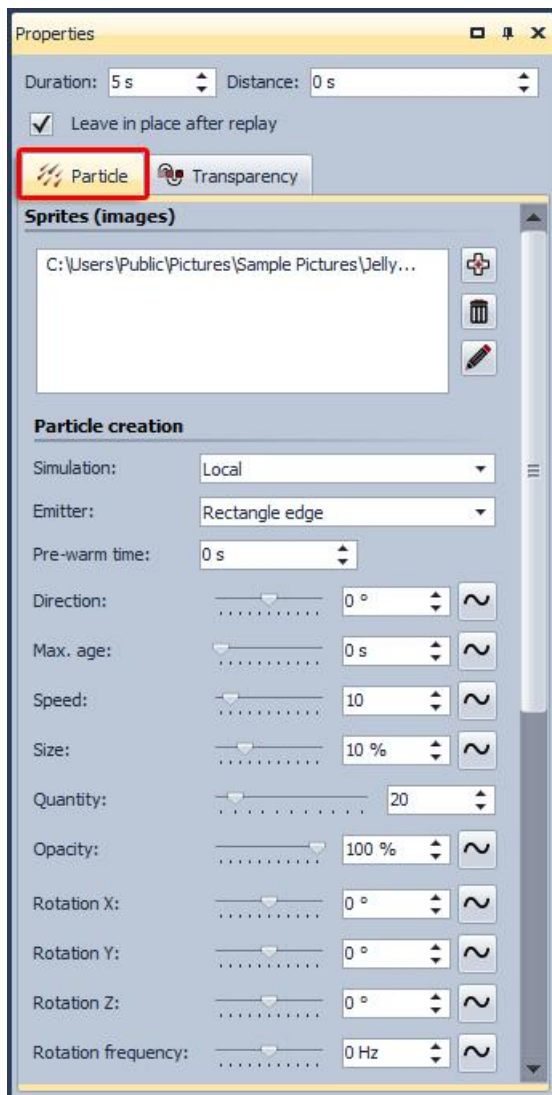 Properties
Duration: 5 s Distance: 0 s
Leave in place after replay
Particle Transparency
Sprites (images)
C:\Users\Public\Pictures\Sample Pictures\Jelly...
Particle creation
Simulation: Local
Emitter: Rectangle edge
Pre-warm time: 0 s
Direction: 0 °
Max. age: 0 s
Speed: 10
Size: 10 %
Quantity: 20
Opacity: 100 %
Rotation X: 0 °
Rotation Y: 0 °
Rotation Z: 0 °
Rotation frequency: 0 Hz